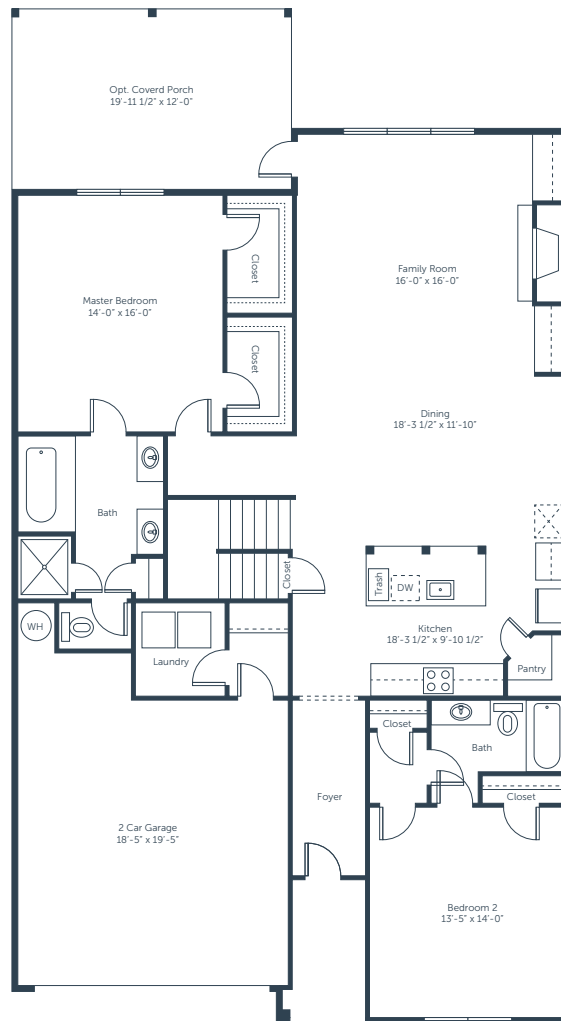 Opt. Coverd Porch
19'-11 1/2" x 12'-0"
Closet
Family Room
16'-0" x 16'-0"
Master Bedroom
14'-0" x 16'-0"
Closet
Dining
18'-3 1/2" x 11'-10"
Bath
Closet
Trash
DW
WH
Kitchen
18'-3 1/2" x 9'-10 1/2"
Laundry
Pantry
Closet
Bath
Foyer
Closet
2 Car Garage
18'-5" x 19'-5"
Bedroom 2
13'-5" x 14'-0"